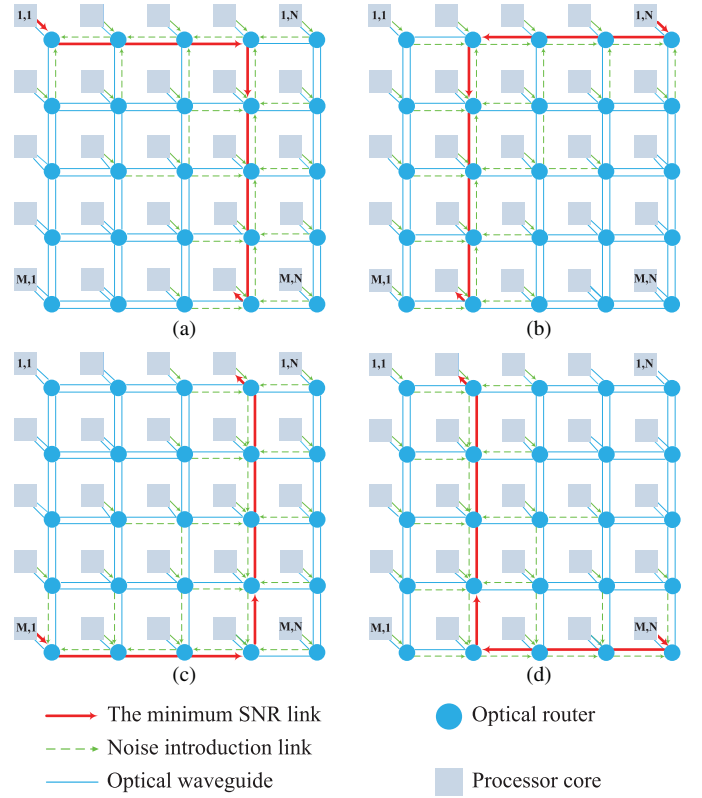 1,1
1,N
M,1
M,N
(a)
1,1
1,N
M,1
M,N
(b)
1,1
1,N
M,1
M,N
(c)
1,1
1,N
M,1
M,N
(d)
The minimum SNR link
Optical router
Noise introduction link
Optical waveguide
Processor core